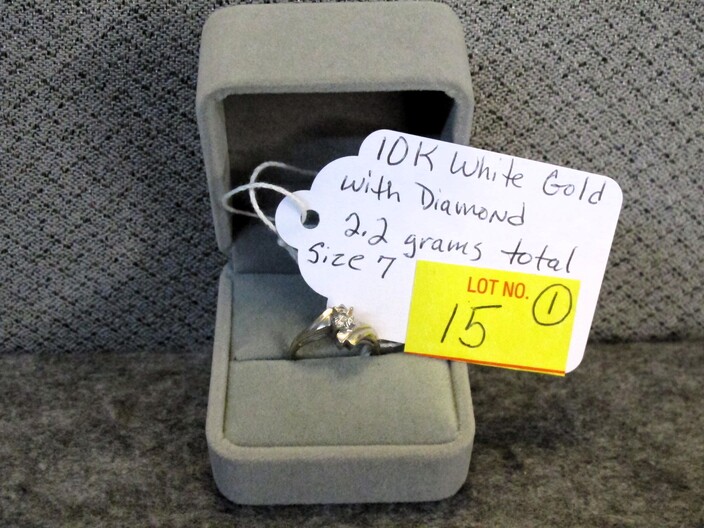 10K White Gold
with Diamond
2.2 grams total
Size 7
LOT NO. 1
15